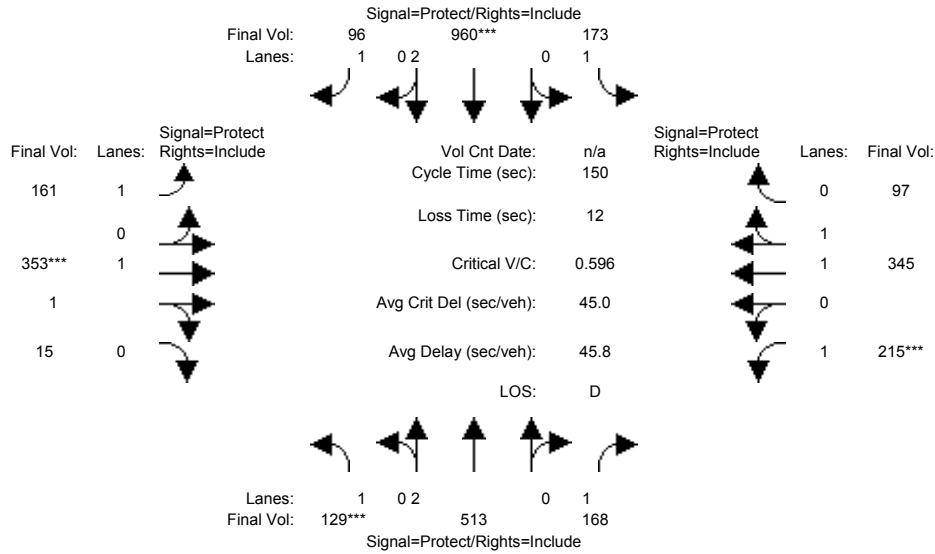 Signal=Protect/Rights=Include
Final Vol: 96 960*** 173
Lanes: 1 0 2 0 1
Signal=Protect
Final Vol: Lanes: Rights=Include
Vol Cnt Date: n/a
Signal=Protect
Rights=Include Lanes: Final Vol:
Cycle Time (sec): 150
161 1
0 97
Loss Time (sec): 12
0
1
353*** 1
Critical V/C: 0.596
1 345
1
Avg Crit Del (sec/veh): 45.0
0
15 0
Avg Delay (sec/veh): 45.8
1 215***
LOS: D
Lanes: 1 0 2 0 1
Final Vol: 129*** 513 168
Signal=Protect/Rights=Include